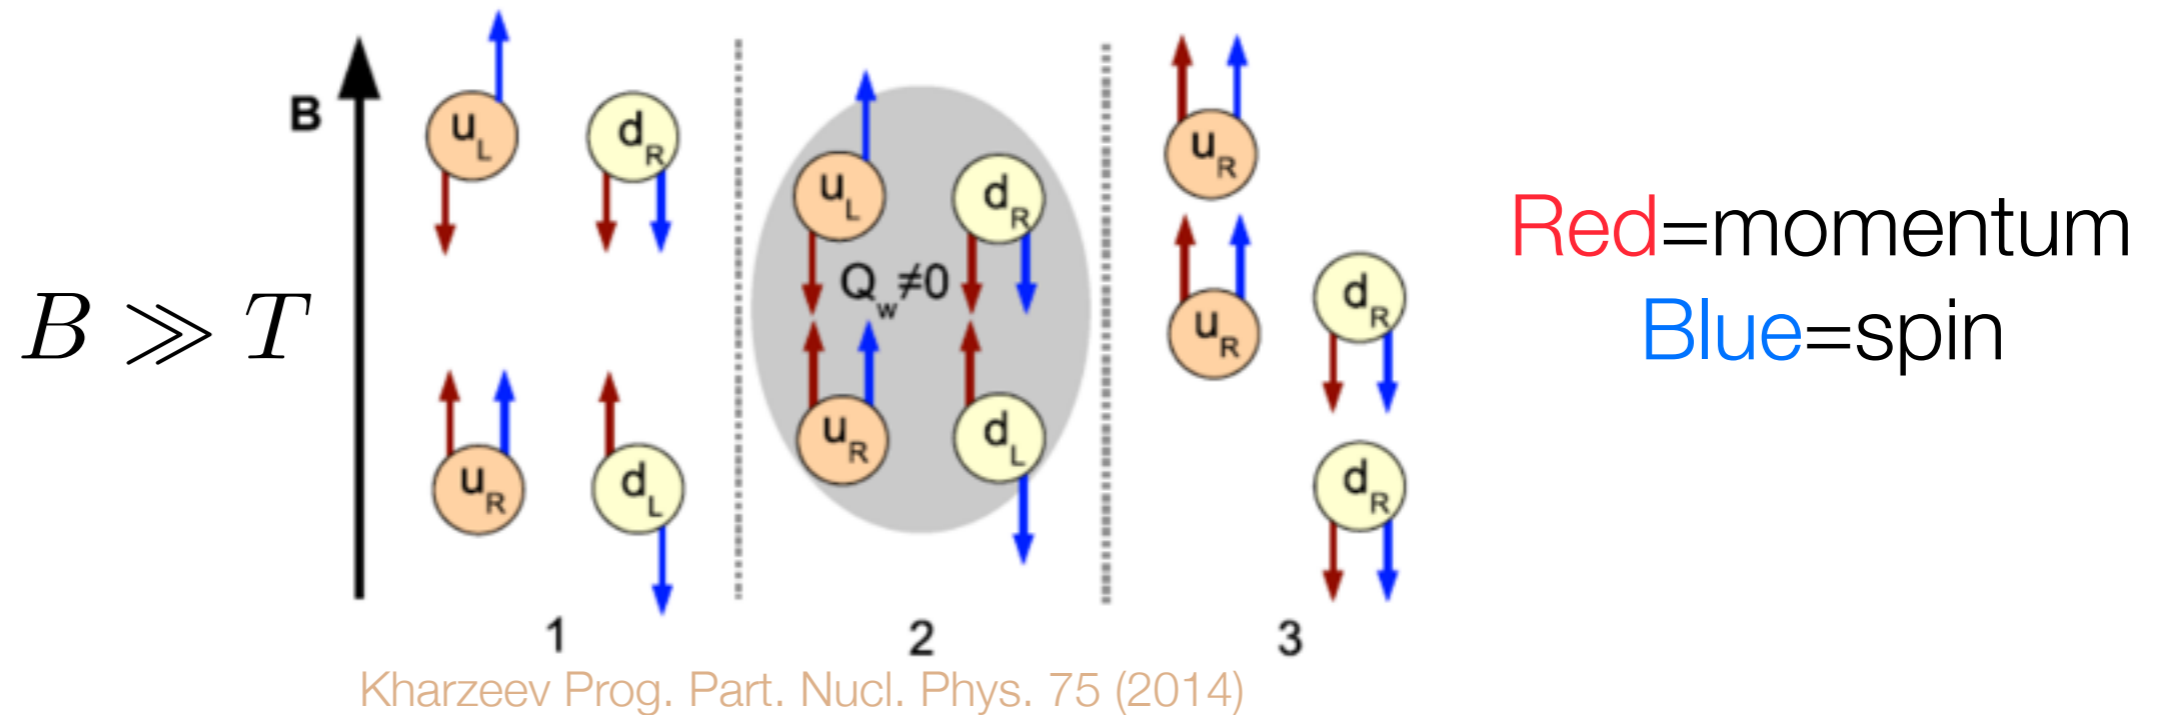 B ≫ T
B
u_L
d_R
u_R
d_L
1
u_L
d_R
Q_w≠0
u_R
d_L
2
u_R
u_R
d_R
d_R
3
Red=momentum
Blue=spin
Kharzeev Prog. Part. Nucl. Phys. 75 (2014)